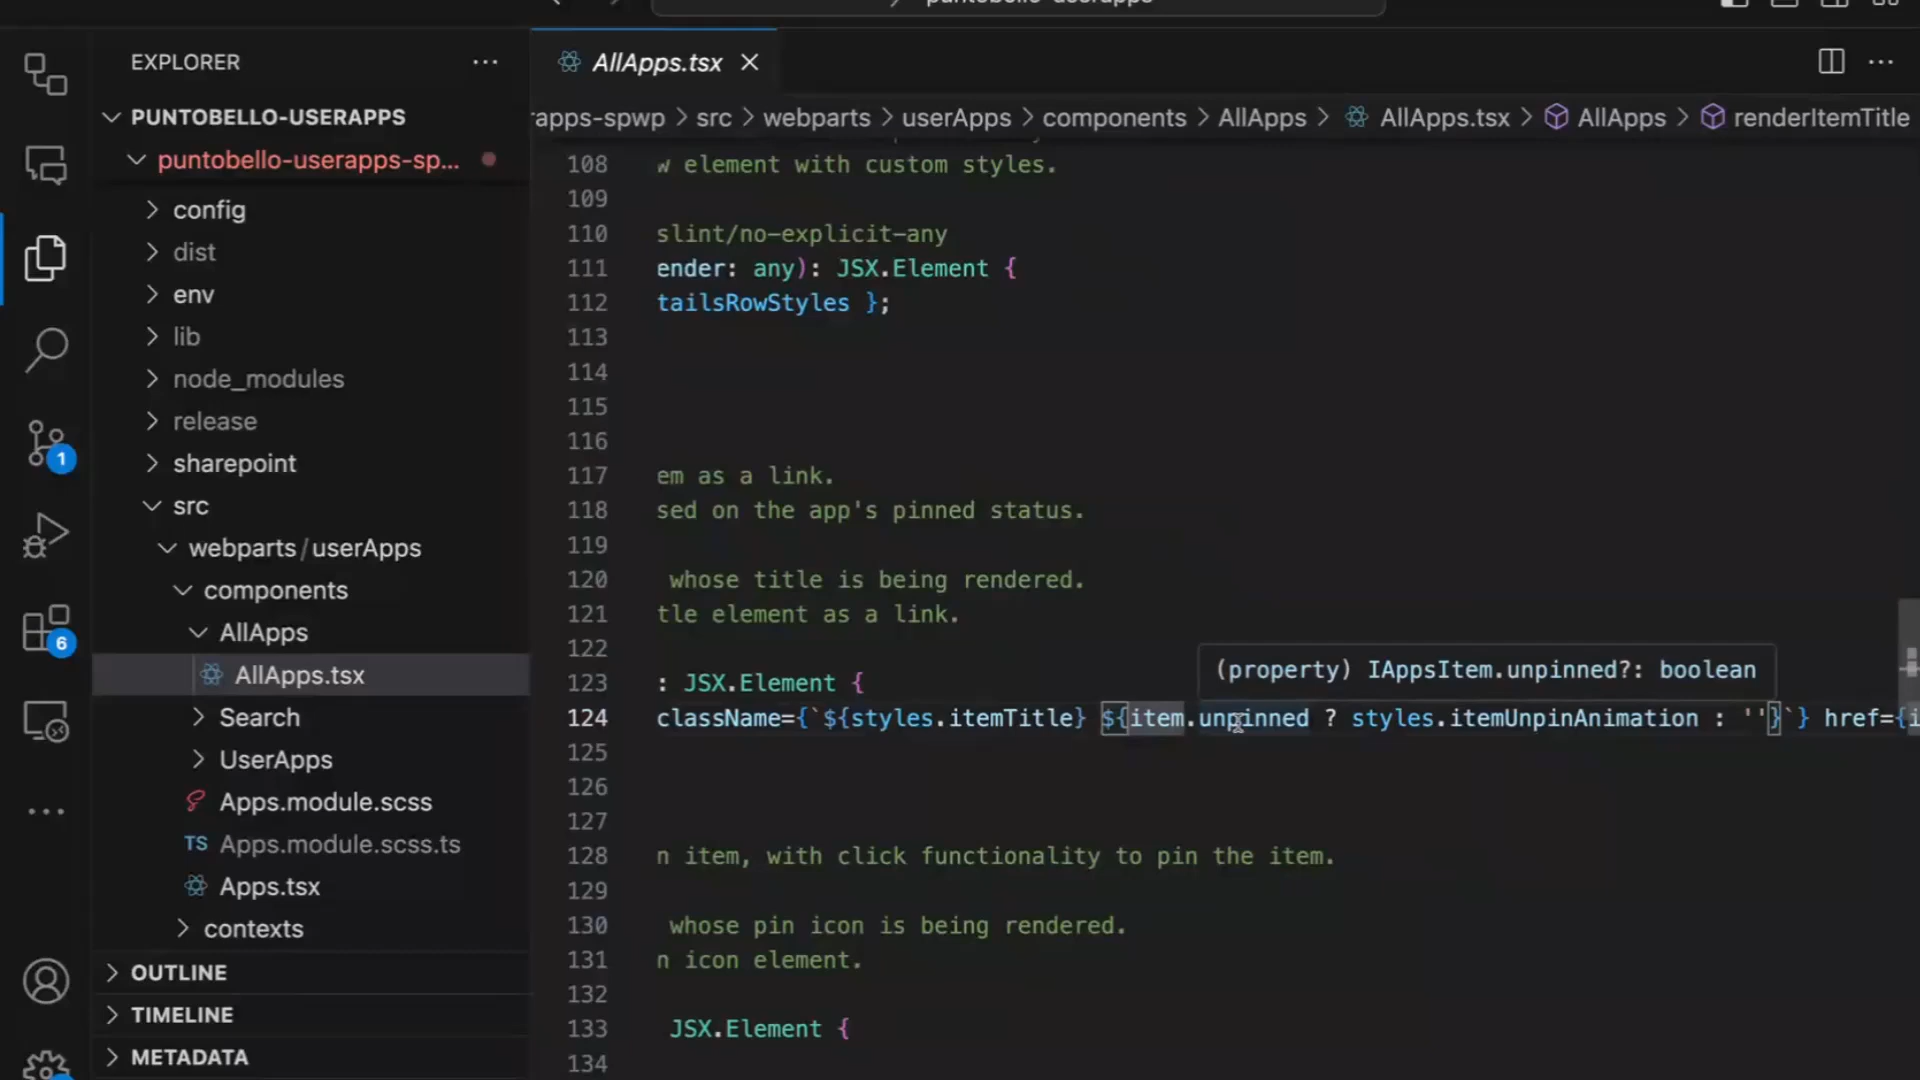 puntobello-userapps
EXPLORER
PUNTOBELLO-USERAPPS
puntobello-userapps-sp...
config
dist
env
lib
node_modules
release
sharepoint
src
webparts/userApps
components
AllApps
AllApps.tsx
Search
UserApps
Apps.module.scss
TS Apps.module.scss.ts
Apps.tsx
contexts
OUTLINE
TIMELINE
METADATA
1
6
AllApps.tsx
rapps-spwp > src > webparts > userApps > components > AllApps > AllApps.tsx > AllApps > renderItemTitle
108 w element with custom styles.
109
110 slint/no-explicit-any
111 ender: any): JSX.Element {
112 tailsRowStyles };
113
114
115
116
117 em as a link.
118 sed on the app's pinned status.
119
120 whose title is being rendered.
121 tle element as a link.
122
(property) IAppsItem.unpinned?: boolean
123 : JSX.Element {
124 className={`${styles.itemTitle} ${item.unpinned ? styles.itemUnpinAnimation : ''}`} href={i
125
126
127
128 n item, with click functionality to pin the item.
129
130 whose pin icon is being rendered.
131 n icon element.
132
133 JSX.Element {
134